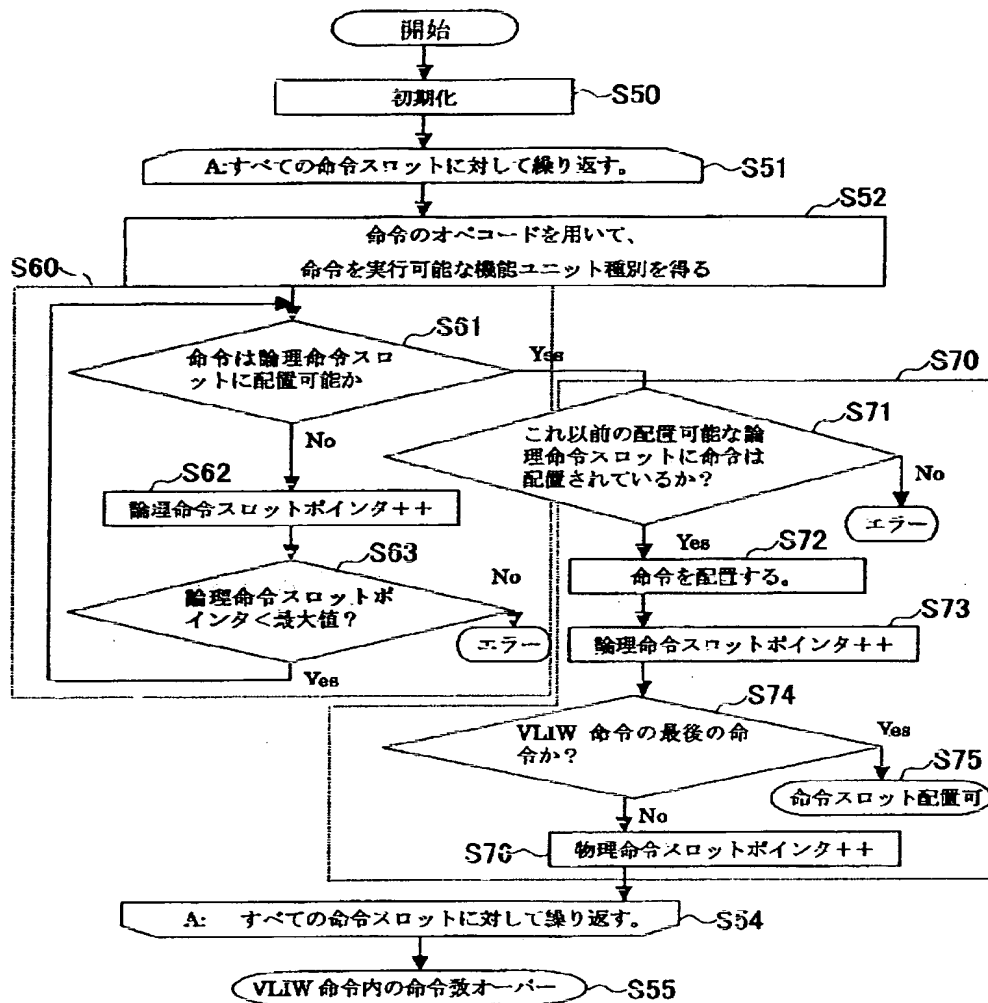 開始
初期化
S50
A:すべての命令スロットに対して繰り返す。
S51
S52
命令のオペコードを用いて、
命令を実行可能な機能ユニット種別を得る
S60
S61
命令は論理命令スロ
ットに配置可能か
Yes
No
S70
S71
これ以前の配置可能な論
理命令スロットに命令は
配置されているか?
No
エラー
Yes
S62
論理命令スロットポインタ++
S63
論理命令スロットポ
インタ<最大値?
No
エラー
Yes
S72
命令を配置する。
S73
論理命令スロットポインタ++
S74
VLIW 命令の最後の命
令か?
Yes
S75
命令スロット配置可
No
S76
物理命令スロットポインタ++
A: すべての命令スロットに対して繰り返す。
S54
VLIW 命令内の命令数オーバー
S55